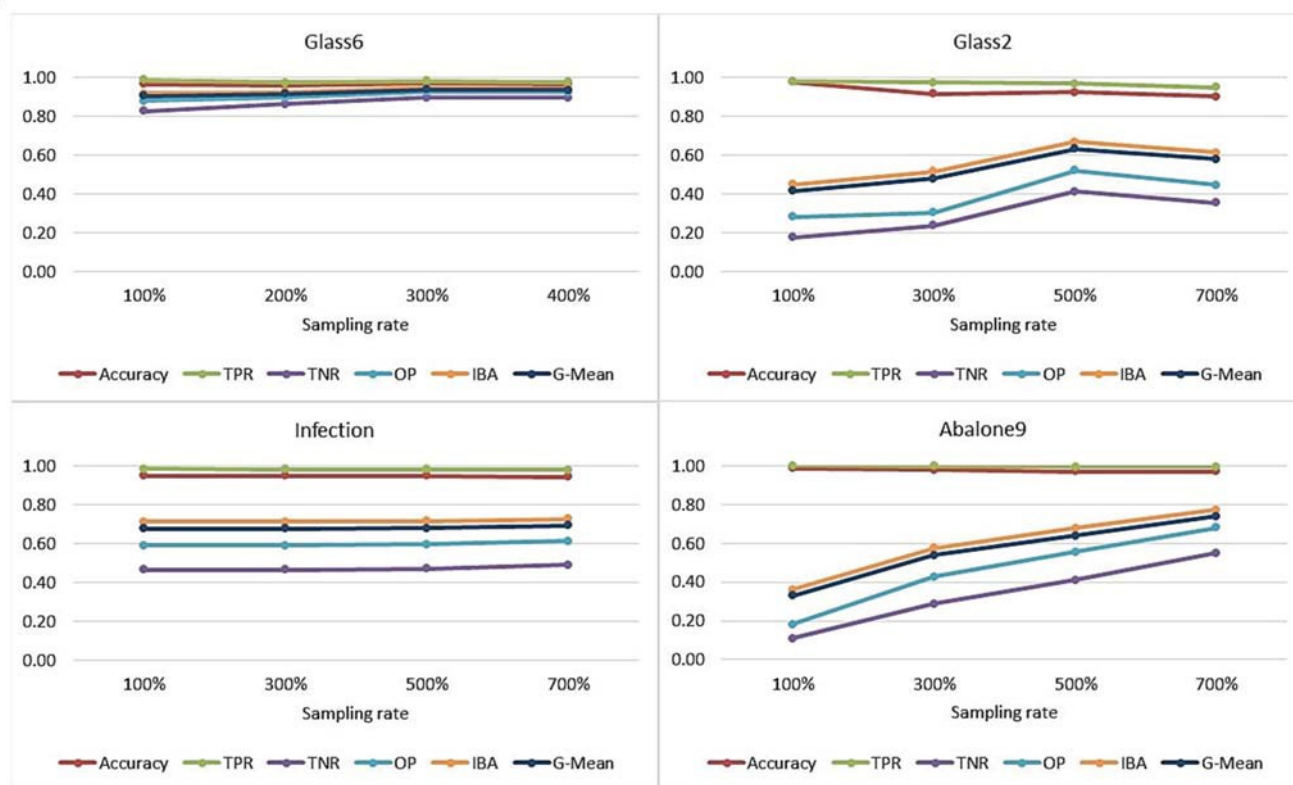 Glass6
1.00
0.80
0.60
0.40
0.20
0.00
100% 200% 300% 400%
Sampling rate
Accuracy TPR TNR OP IBA G-Mean
Glass2
1.00
0.80
0.60
0.40
0.20
0.00
100% 300% 500% 700%
Sampling rate
Accuracy TPR TNR OP IBA G-Mean
Infection
1.00
0.80
0.60
0.40
0.20
0.00
100% 300% 500% 700%
Sampling rate
Accuracy TPR TNR OP IBA G-Mean
Abalone9
1.00
0.80
0.60
0.40
0.20
0.00
100% 300% 500% 700%
Sampling rate
Accuracy TPR TNR OP IBA G-Mean